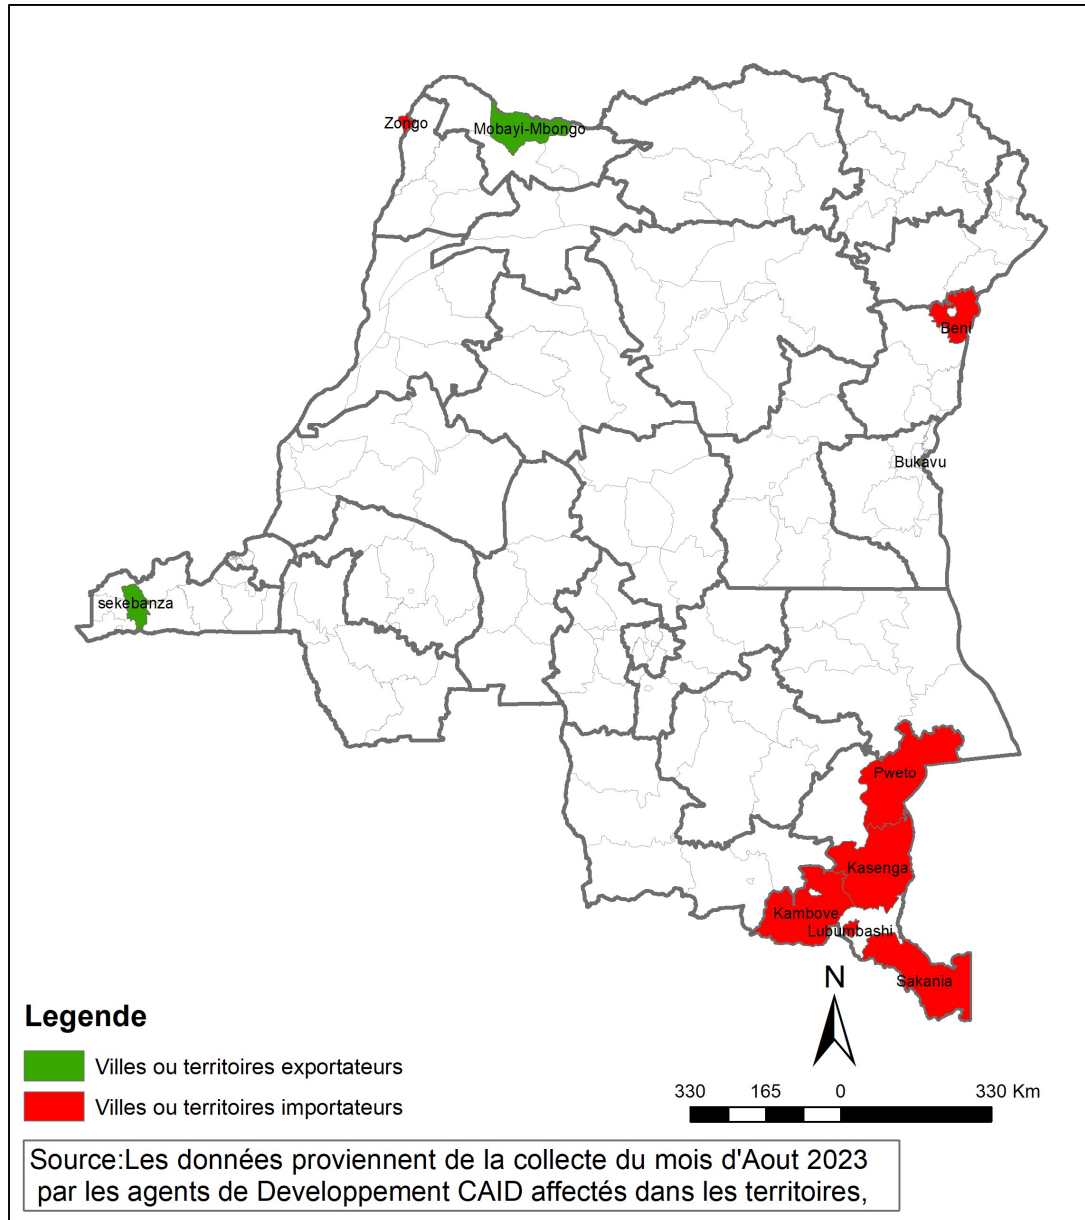 Zongo
Mobayi-Mbongo
Beni
Bukavu
sekebanza
Pweto
Kasenga
Kambove
Lubumbashi
Sakania
N
Legende
Villes ou territoires exportateurs
Villes ou territoires importateurs
330 165 0 330 Km
Source:Les données proviennent de la collecte du mois d'Aout 2023
par les agents de Developpement CAID affectés dans les territoires,